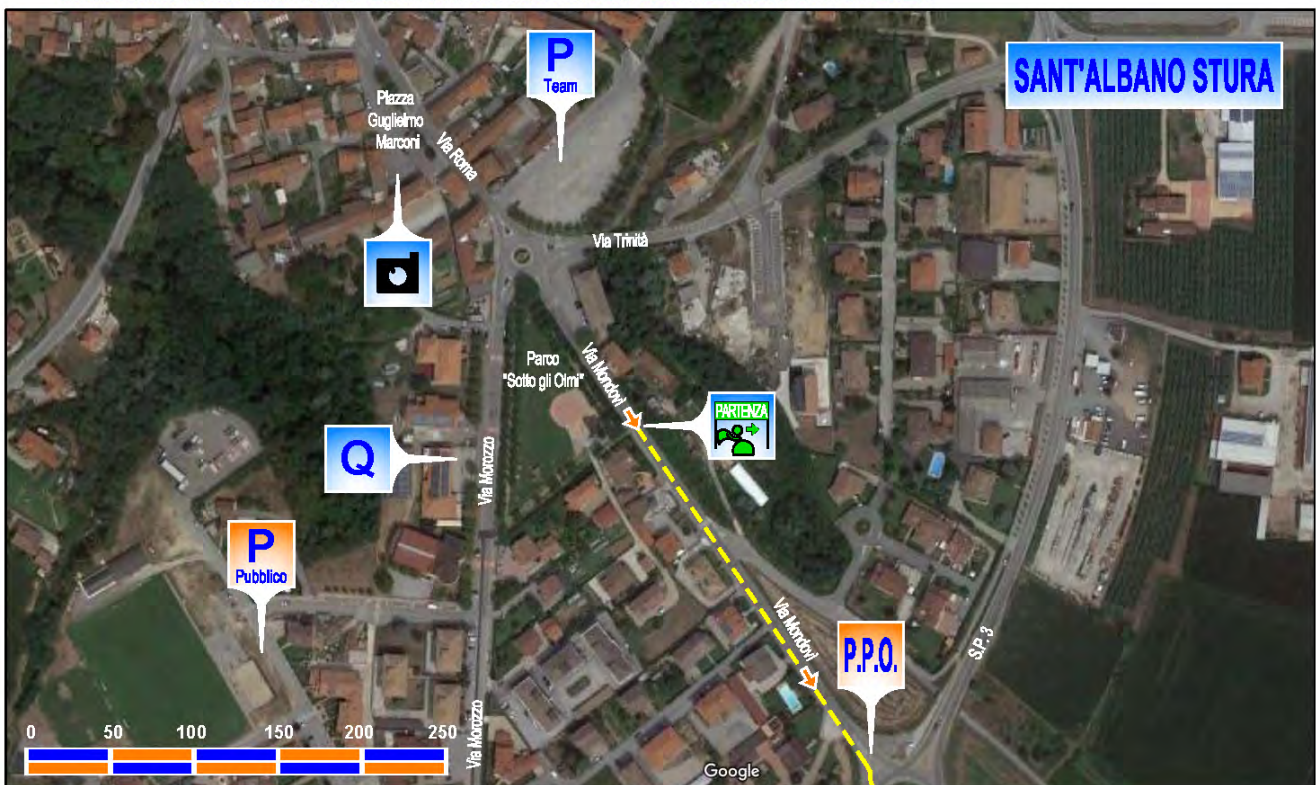 SANT'ALBANO STURA
P
Team
Piazza
Guglielmo
Marconi
Via Roma
Via Trinità
Parco
"Sotto gli Olmi"
Via Mondovì
PARTENZA
Q
Via Morozzo
P
Pubblico
Via Mondovì
P.P.O.
S.P. 3
Via Morozzo
0 50 100 150 200 250
Google